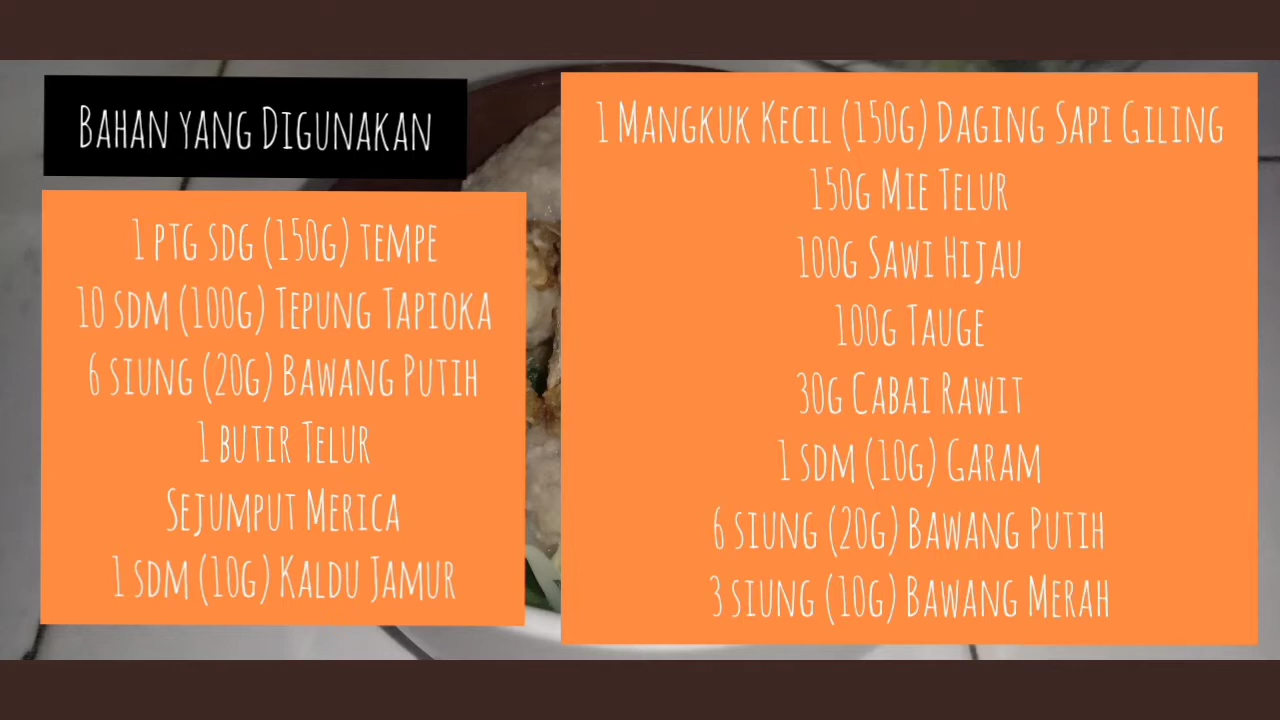 Bahan yang Digunakan
1 ptg sdg (150g) tempe
10 sdm (100g) Tepung Tapioka
6 siung (20g) Bawang Putih
1 butir Telur
Sejumput Merica
1 sdm (10g) Kaldu Jamur
1 Mangkuk Kecil (150g) Daging Sapi Giling
150g Mie Telur
100g Sawi Hijau
100g Tauge
30g Cabai Rawit
1 sdm (10g) Garam
6 siung (20g) Bawang Putih
3 siung (10g) Bawang Merah